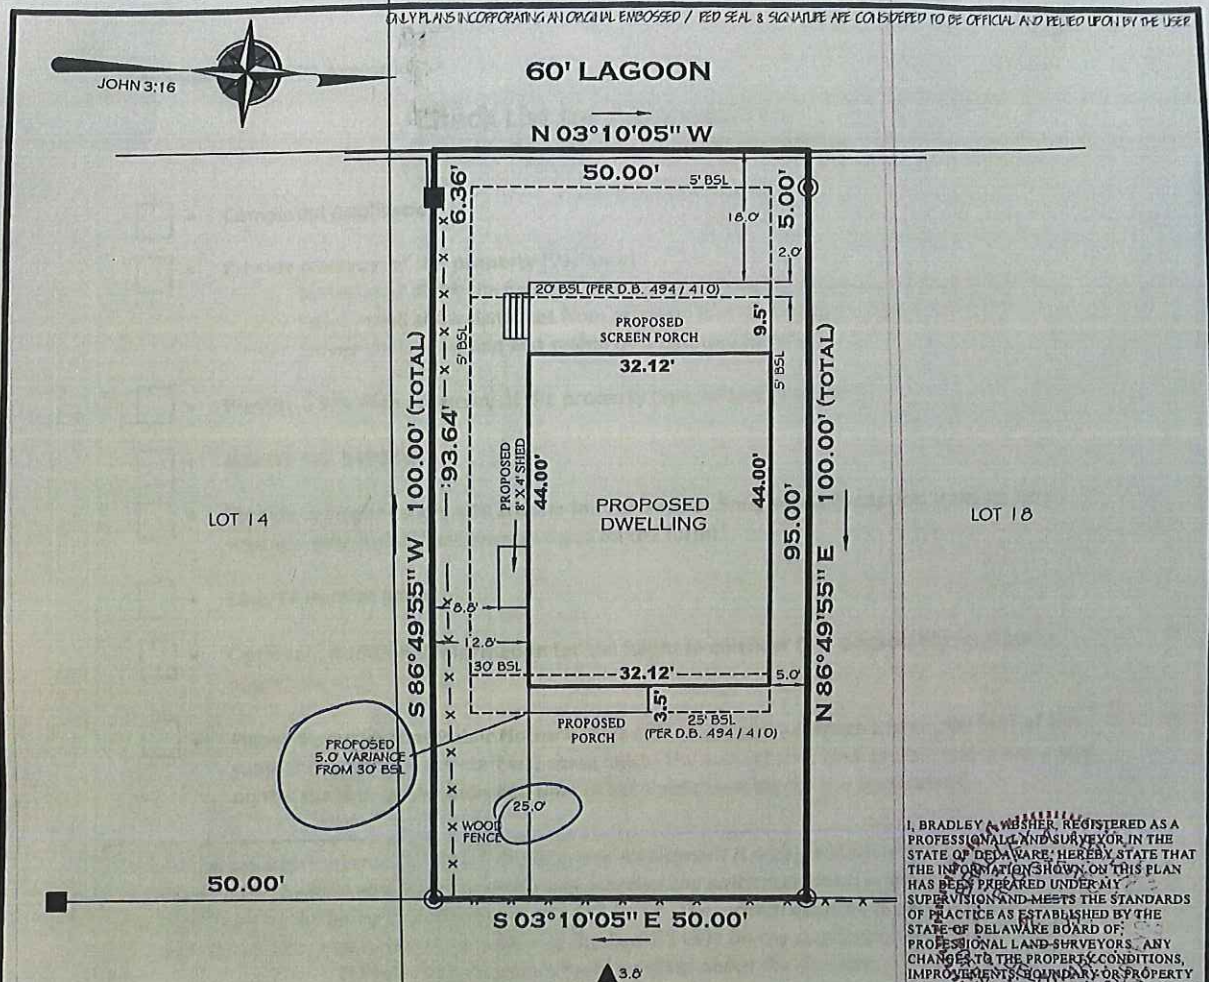 ONLY PLANS INCORPORATING AN ORIGINAL EMBOSSED / RED SEAL & SIGNATURE ARE CONSIDERED TO BE OFFICIAL AND RELIED UPON BY THE USER
JOHN 3:16
60' LAGOON
N 03°10'05" W
50.00'
5' BSL
6.36'
5.00'
18.0'
2.0'
20' BSL (PER D.B. 494 / 410)
PROPOSED
SCREEN PORCH
9.5'
5' BSL
5' BSL
32.12'
S 86°49'55" W 100.00' (TOTAL)
93.64'
PROPOSED
8' X 4' SHED
44.00'
PROPOSED
DWELLING
44.00'
95.00'
N 86°49'55" E 100.00' (TOTAL)
LOT 14
LOT 18
8.8'
12.8'
30' BSL
32.12'
5.0'
3.5'
PROPOSED
PORCH
25' BSL
(PER D.B. 494 / 410)
PROPOSED
5.0' VARIANCE
FROM 30' BSL
25.0'
WOOD
FENCE
50.00'
S 03°10'05" E 50.00'
3.8'
I, BRADLEY A. ABSHER, REGISTERED AS A
PROFESSIONAL LAND SURVEYOR IN THE
STATE OF DELAWARE, HEREBY STATE THAT
THE INFORMATION SHOWN ON THIS PLAN
HAS BEEN PREPARED UNDER MY
SUPERVISION AND MEETS THE STANDARDS
OF PRACTICE AS ESTABLISHED BY THE
STATE OF DELAWARE BOARD OF
PROFESSIONAL LAND SURVEYORS. ANY
CHANGES TO THE PROPERTY CONDITIONS,
IMPROVEMENTS, BOUNDARY OR PROPERTY